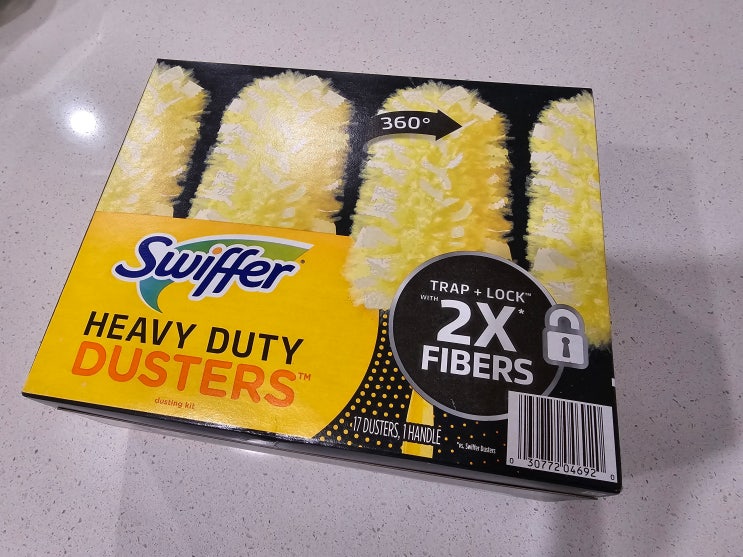 360°
Swiffer
HEAVY DUTY
DUSTERS™
dusting kit
TRAP + LOCK™
WITH
2X*
FIBERS
17 DUSTERS, 1 HANDLE
*vs. Swiffer Dusters
0 30772 04692 0